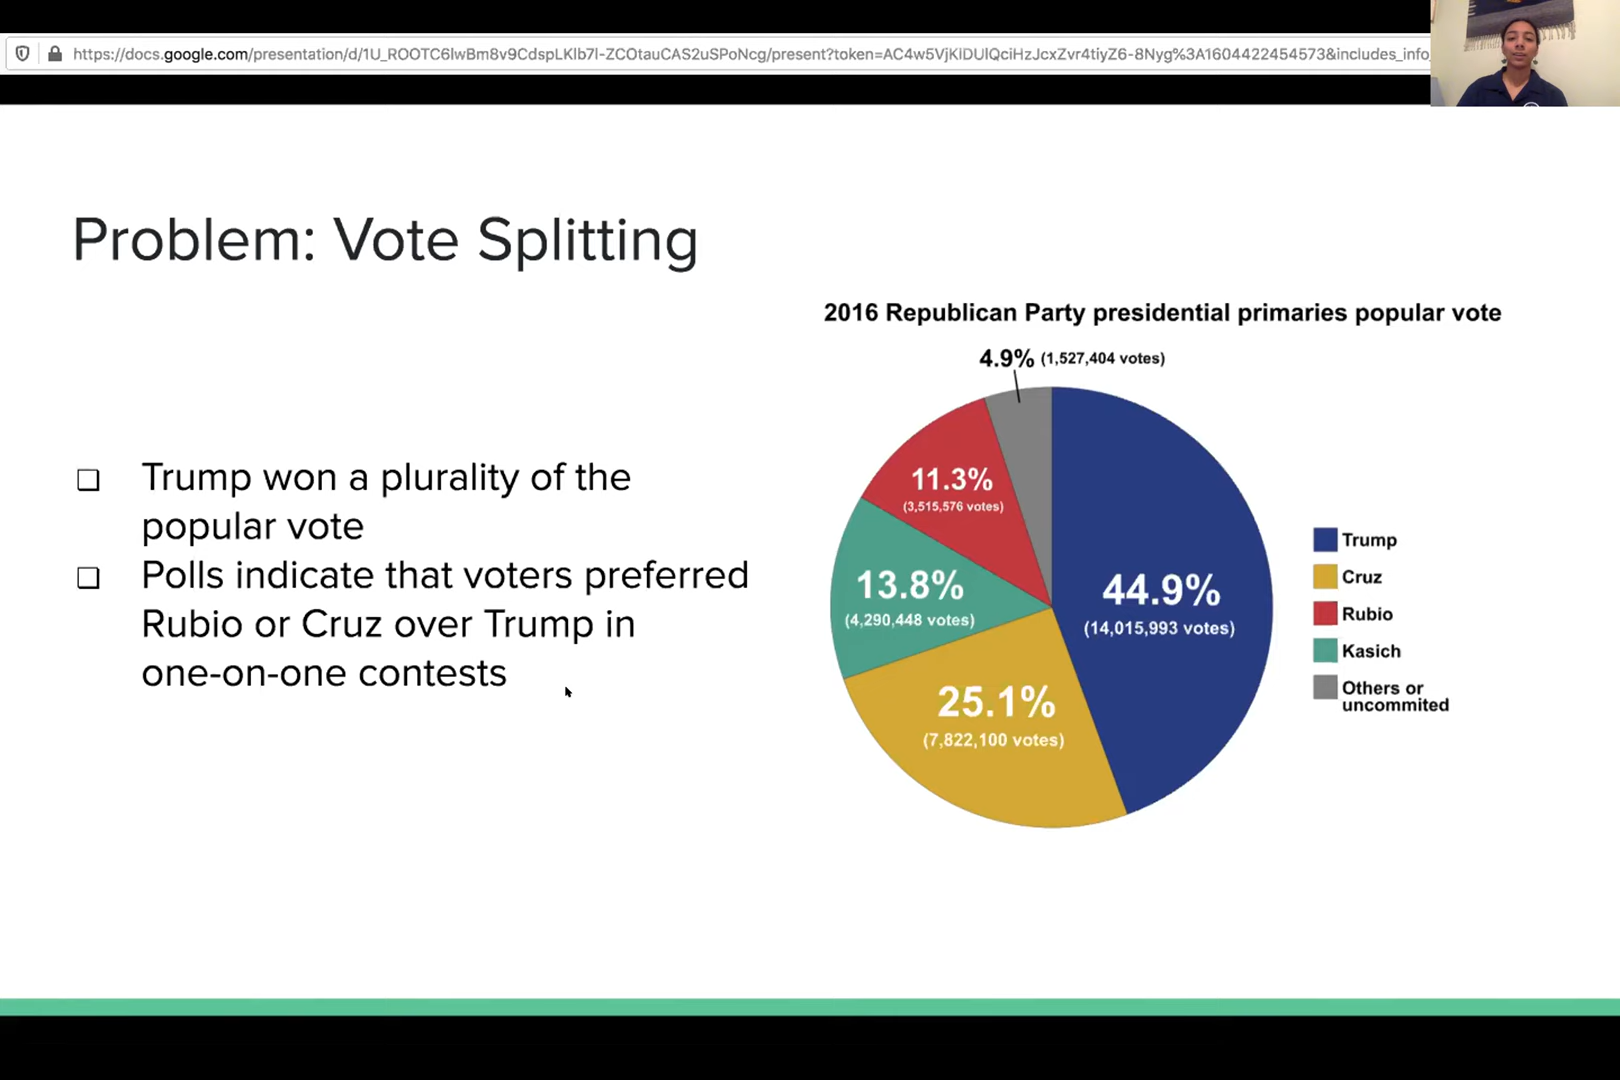 https://docs.google.com/presentation/d/1U_ROOTC6lwBm8v9CdspLKlb7l-ZCOtauCAS2uSPoNcg/present?token=AC4w5VjKlDUlQciHzJcxZvr4tiyZ6-8Nyg%3A1604422454573&includes_info_
Problem: Vote Splitting
Trump won a plurality of the
popular vote
Polls indicate that voters preferred
Rubio or Cruz over Trump in
one-on-one contests
2016 Republican Party presidential primaries popular vote
4.9% (1,527,404 votes)
11.3%
(3,515,576 votes)
13.8%
(4,290,448 votes)
44.9%
(14,015,993 votes)
25.1%
(7,822,100 votes)
Trump
Cruz
Rubio
Kasich
Others or
uncommited